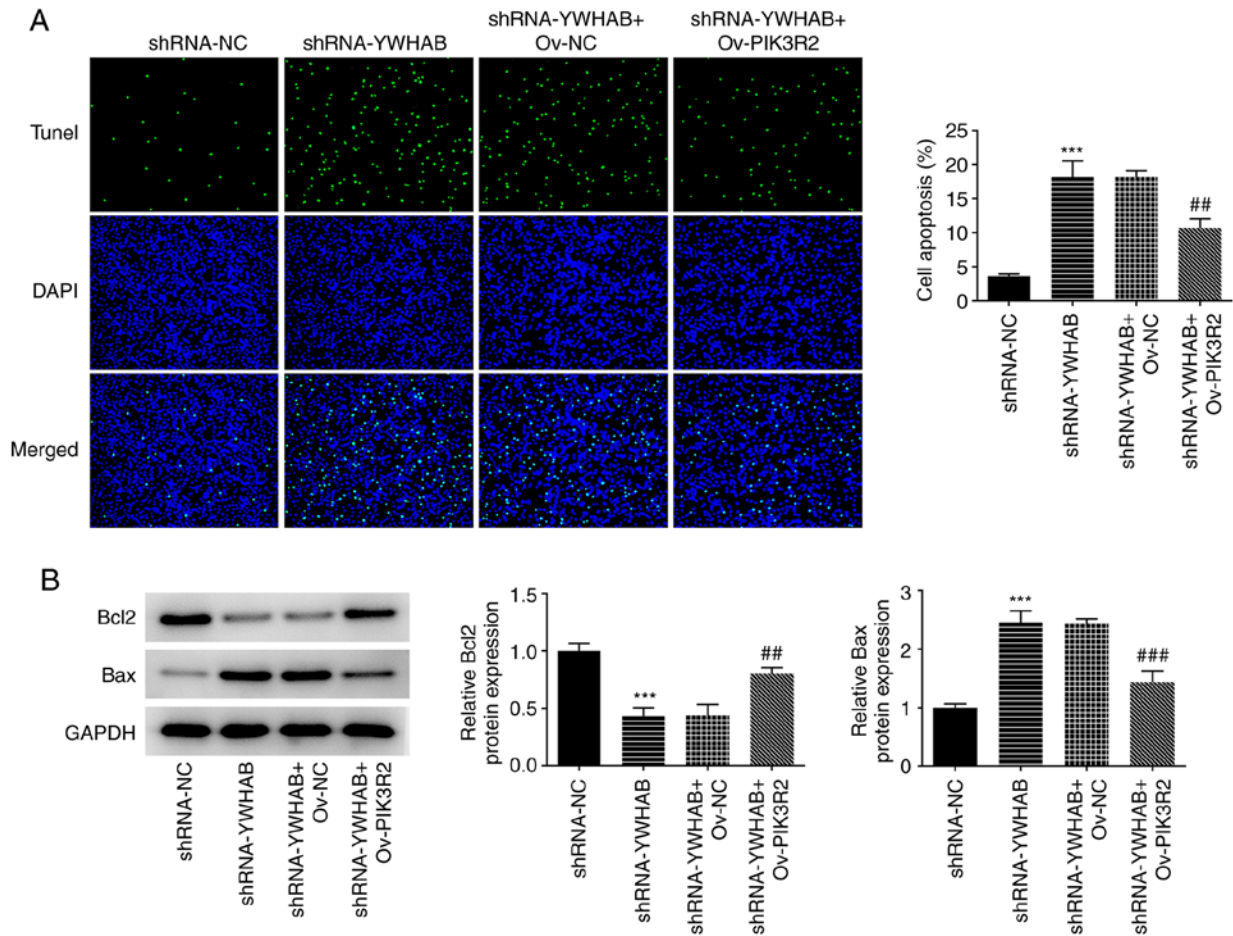 A
shRNA-NC
shRNA-YWHAB
shRNA-YWHAB+
Ov-NC
shRNA-YWHAB+
Ov-PIK3R2
Tunel
DAPI
Merged
Cell apoptosis (%)
25
20
15
10
5
0
***
##
shRNA-NC
shRNA-YWHAB
shRNA-YWHAB+
Ov-NC
shRNA-YWHAB+
Ov-PIK3R2
B
Bcl2
Bax
GAPDH
shRNA-NC
shRNA-YWHAB
shRNA-YWHAB+
Ov-NC
shRNA-YWHAB+
Ov-PIK3R2
Relative Bcl2
protein expression
1.5
1.0
0.5
0.0
***
##
shRNA-NC
shRNA-YWHAB
shRNA-YWHAB+
Ov-NC
shRNA-YWHAB+
Ov-PIK3R2
Relative Bax
protein expression
3
2
1
0
***
###
shRNA-NC
shRNA-YWHAB
shRNA-YWHAB+
Ov-NC
shRNA-YWHAB+
Ov-PIK3R2